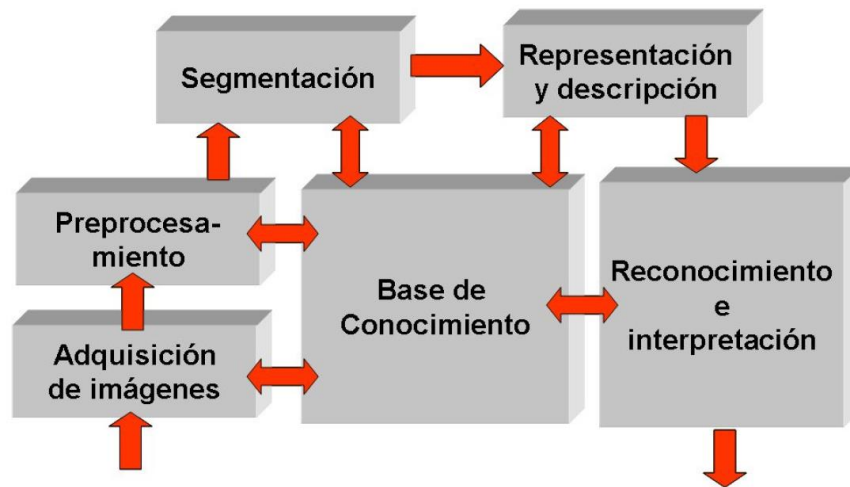 Segmentación
Representación
y descripción
Preprocesa-
miento
Base de
Conocimiento
Reconocimiento
e
interpretación
Adquisición
de imágenes